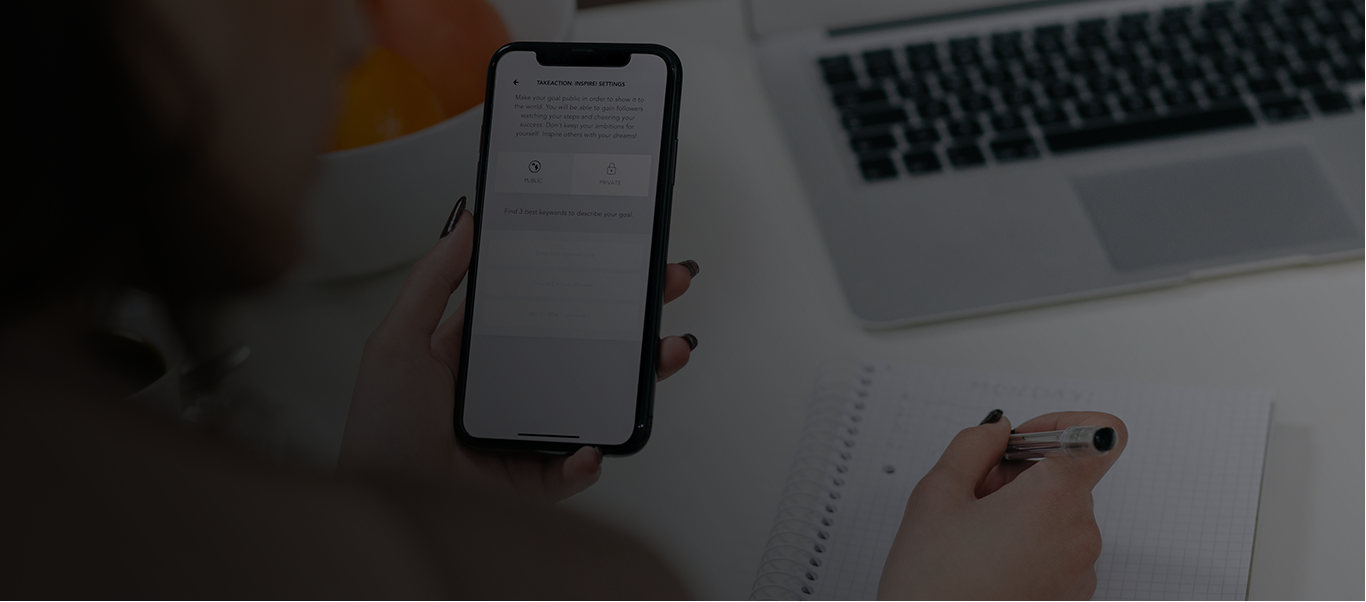 TAKEACTION: INSPIRE! SETTINGS
Make your goal public in order to show it to
the world. You will be able to gain followers
watching your steps and cheering your
success. Don't keep your ambitions for
yourself. Inspire others with your dreams!
PUBLIC
PRIVATE
Find 3 best keywords to describe your goal.